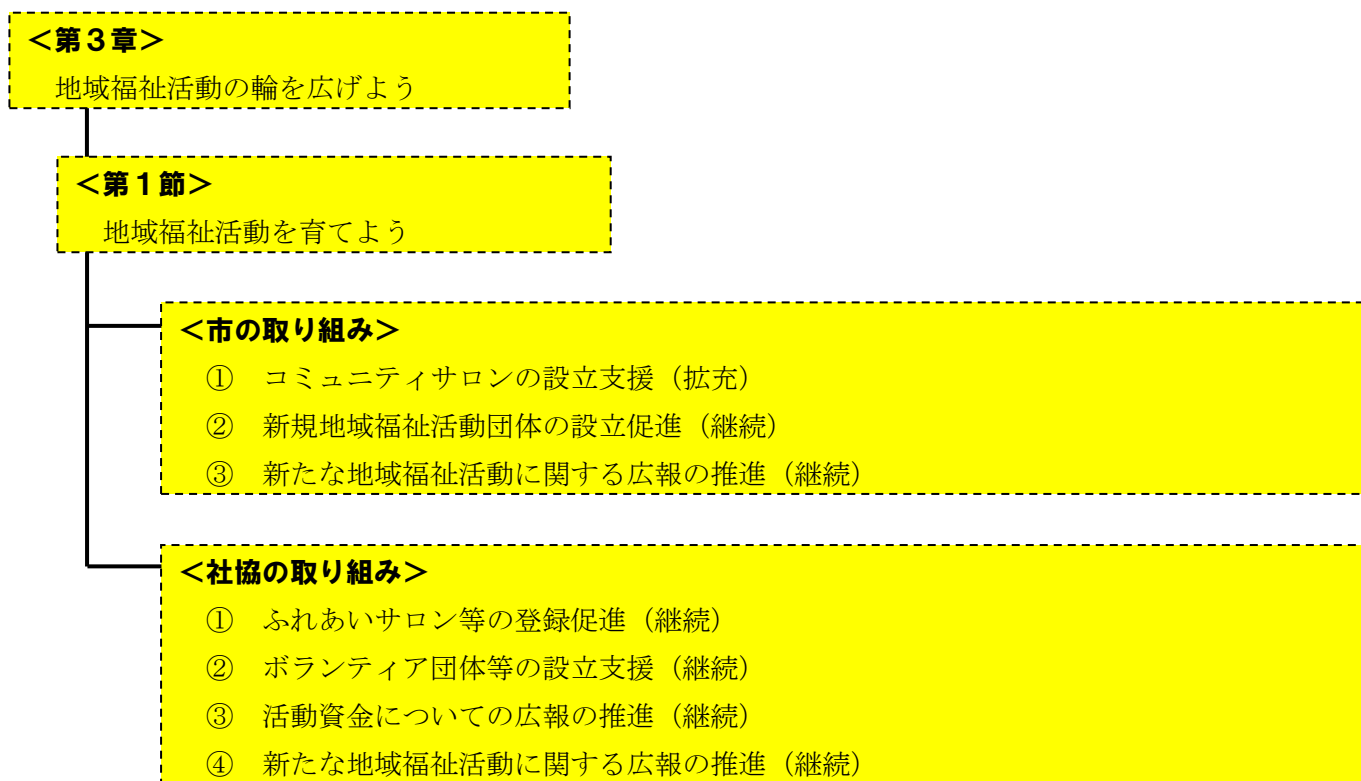 ＜第３章＞
地域福祉活動の輪を広げよう
＜第１節＞
地域福祉活動を育てよう
＜市の取り組み＞
①　コミュニティサロンの設立支援（拡充）
②　新規地域福祉活動団体の設立促進（継続）
③　新たな地域福祉活動に関する広報の推進（継続）
＜社協の取り組み＞
①　ふれあいサロン等の登録促進（継続）
②　ボランティア団体等の設立支援（継続）
③　活動資金についての広報の推進（継続）
④　新たな地域福祉活動に関する広報の推進（継続）